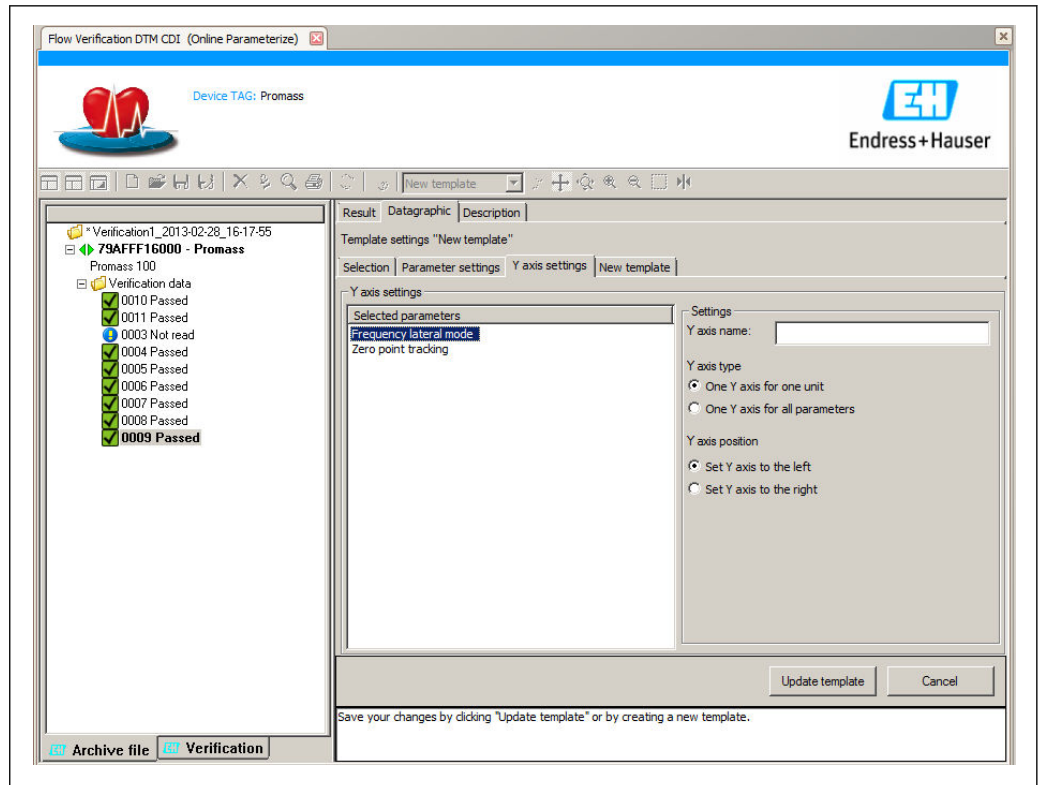 Flow Verification DTM CDI (Online Parameterize)
Device TAG: Promass
EH
Endress+Hauser
New template
* Verification1_2013-02-28_16-17-55
79AFFF16000 - Promass
Promass 100
Verification data
0010 Passed
0011 Passed
0003 Not read
0004 Passed
0005 Passed
0006 Passed
0007 Passed
0008 Passed
0009 Passed
EH Archive file
EH Verification
Result Datagraphic Description
Template settings "New template"
Selection Parameter settings Y axis settings New template
Y axis settings
Selected parameters
Frequency lateral mode
Zero point tracking
Settings
Y axis name:
Y axis type
One Y axis for one unit
One Y axis for all parameters
Y axis position
Set Y axis to the left
Set Y axis to the right
Update template
Cancel
Save your changes by clicking "Update template" or by creating a new template.